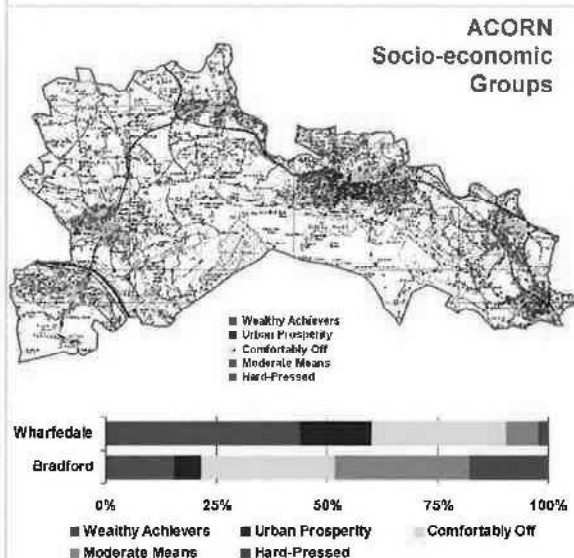 ACORN
Socio-economic
Groups
Wealthy Achievers
Urban Prosperity
Comfortably Off
Moderate Means
Hard-Pressed
Wharfedale
Bradford
0% 25% 50% 75% 100%
Wealthy Achievers Urban Prosperity Comfortably Off
Moderate Means Hard-Pressed